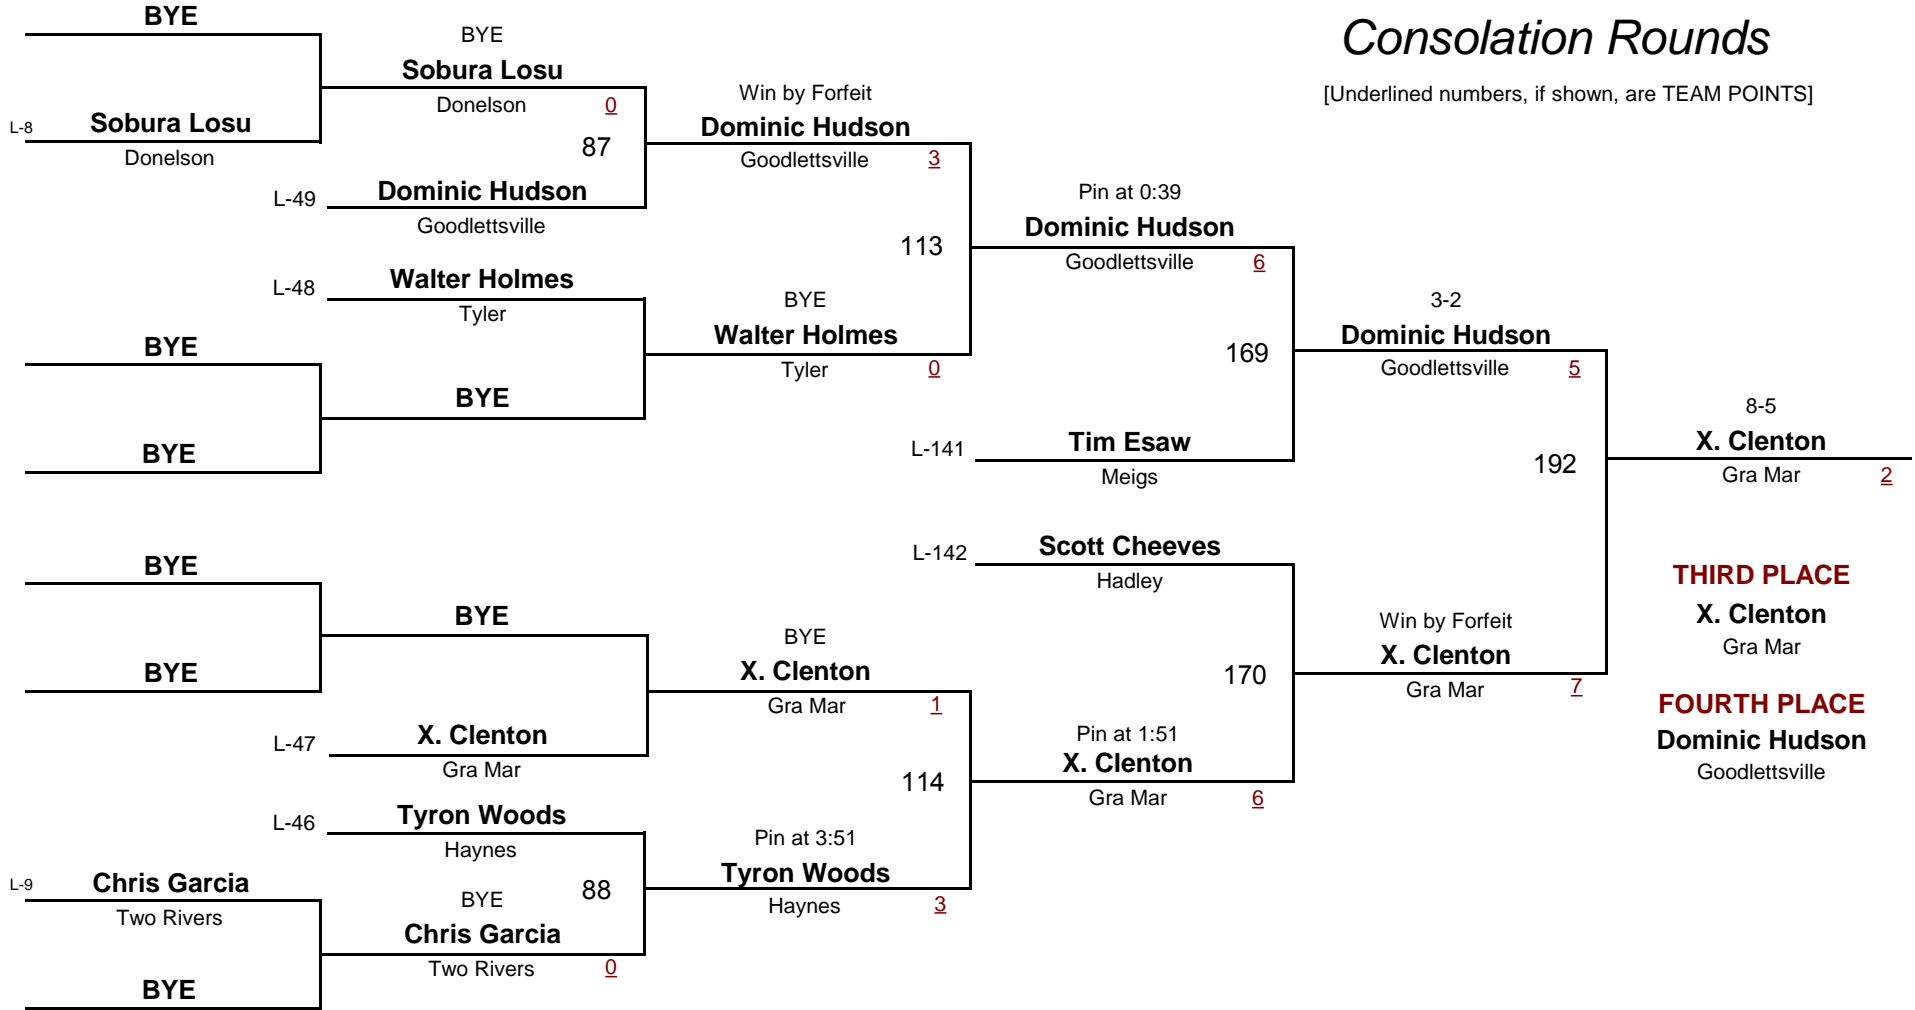 Consolation Rounds
[Underlined numbers, if shown, are TEAM POINTS]
BYE
L-8
Sobura Losu
Donelson
BYE
BYE
BYE
BYE
L-9
Chris Garcia
Two Rivers
BYE
BYE
Sobura Losu
Donelson
0
87
L-49
Dominic Hudson
Goodlettsville
L-48
Walter Holmes
Tyler
BYE
BYE
L-47
X. Clenton
Gra Mar
L-46
Tyron Woods
Haynes
88
BYE
Chris Garcia
Two Rivers
0
Win by Forfeit
Dominic Hudson
Goodlettsville
3
113
BYE
Walter Holmes
Tyler
0
BYE
X. Clenton
Gra Mar
1
114
Pin at 3:51
Tyron Woods
Haynes
3
Pin at 0:39
Dominic Hudson
Goodlettsville
6
169
L-141
Tim Esaw
Meigs
L-142
Scott Cheeves
Hadley
170
Pin at 1:51
X. Clenton
Gra Mar
6
3-2
Dominic Hudson
Goodlettsville
5
192
Win by Forfeit
X. Clenton
Gra Mar
7
8-5
X. Clenton
Gra Mar
2
THIRD PLACE
X. Clenton
Gra Mar
FOURTH PLACE
Dominic Hudson
Goodlettsville